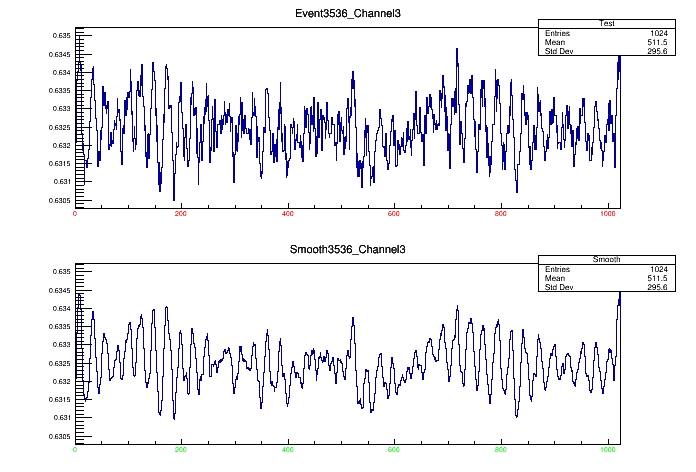 Event3536_Channel3
Test
Entries 1024
Mean 511.5
Std Dev 295.6
0.635
0.6345
0.634
0.6335
0.633
0.6325
0.632
0.6315
0.631
0.6305
0 200 400 600 800 1000
Smooth3536_Channel3
Smooth
Entries 1024
Mean 511.5
Std Dev 295.6
0.635
0.6345
0.634
0.6335
0.633
0.6325
0.632
0.6315
0.631
0.6305
0 200 400 600 800 1000